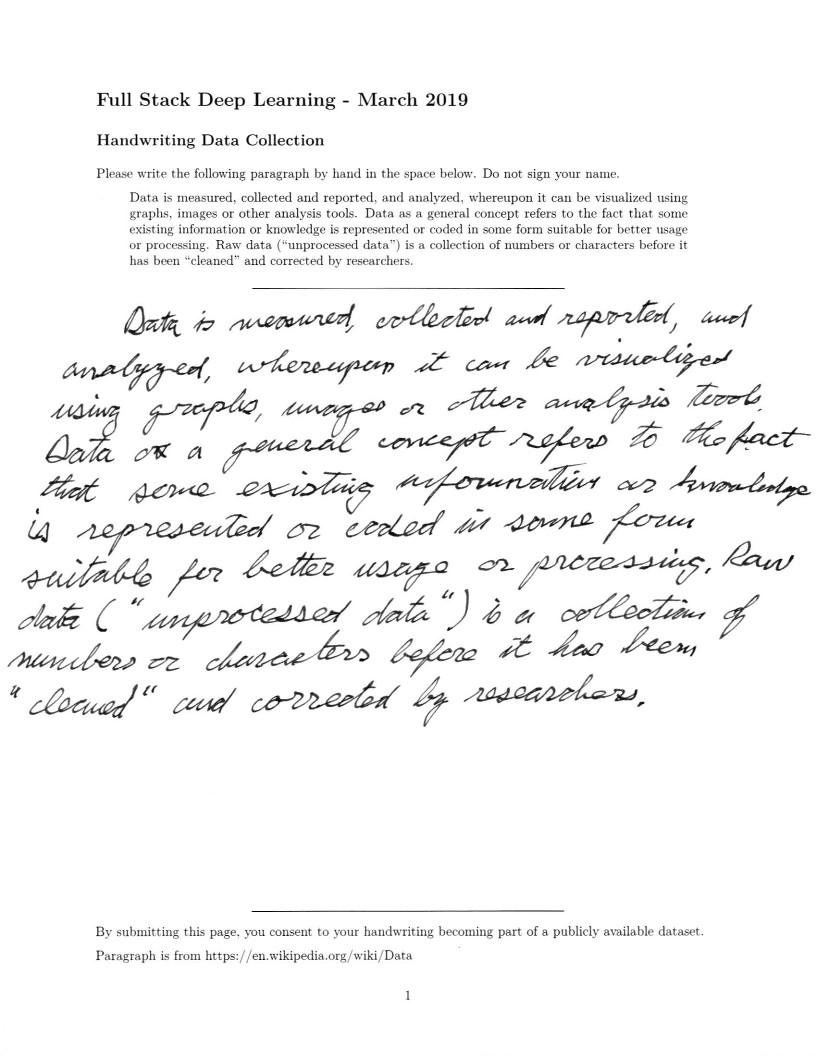 Full Stack Deep Learning - March 2019
Handwriting Data Collection
Please write the following paragraph by hand in the space below. Do not sign your name.
Data is measured, collected and reported, and analyzed, whereupon it can be visualized using
graphs, images or other analysis tools. Data as a general concept refers to the fact that some
existing information or knowledge is represented or coded in some form suitable for better usage
or processing. Raw data (“unprocessed data”) is a collection of numbers or characters before it
has been “cleaned” and corrected by researchers.
Data is measured, collected and reported, and
analyzed, whereupon it can be visualized
using graphs, images or other analysis tools.
Data as a general concept refers to the fact
that some existing information or knowledge
is represented or coded in some form
suitable for better usage or processing. Raw
data ("unprocessed data") is a collection of
numbers or characters before it has been
"cleaned" and corrected by researchers.
By submitting this page, you consent to your handwriting becoming part of a publicly available dataset.
Paragraph is from https://en.wikipedia.org/wiki/Data
1